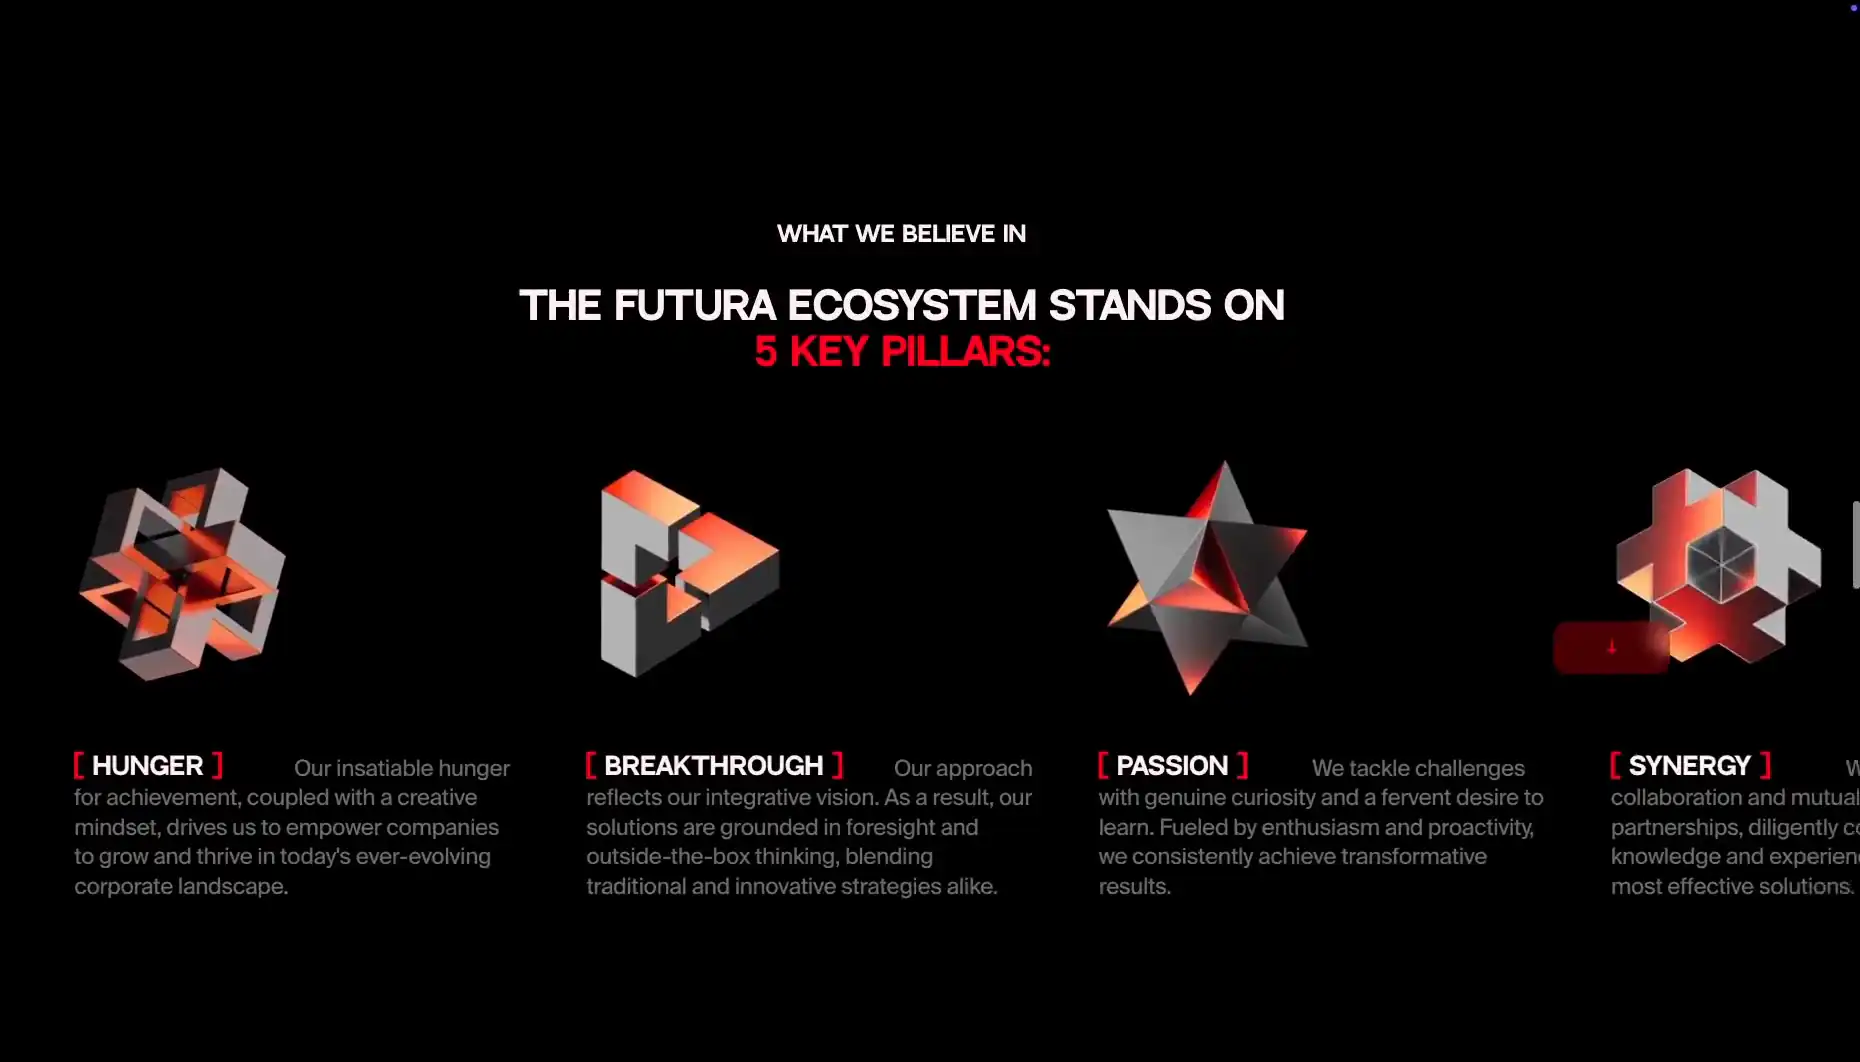 WHAT WE BELIEVE IN
THE FUTURA ECOSYSTEM STANDS ON
5 KEY PILLARS:
[ HUNGER ] Our insatiable hunger
for achievement, coupled with a creative
mindset, drives us to empower companies
to grow and thrive in today's ever-evolving
corporate landscape.
[ BREAKTHROUGH ] Our approach
reflects our integrative vision. As a result, our
solutions are grounded in foresight and
outside-the-box thinking, blending
traditional and innovative strategies alike.
[ PASSION ] We tackle challenges
with genuine curiosity and a fervent desire to
learn. Fueled by enthusiasm and proactivity,
we consistently achieve transformative
results.
[ SYNERGY ]
collaboration and mutual
partnerships, diligently
knowledge and
most effective solutions.